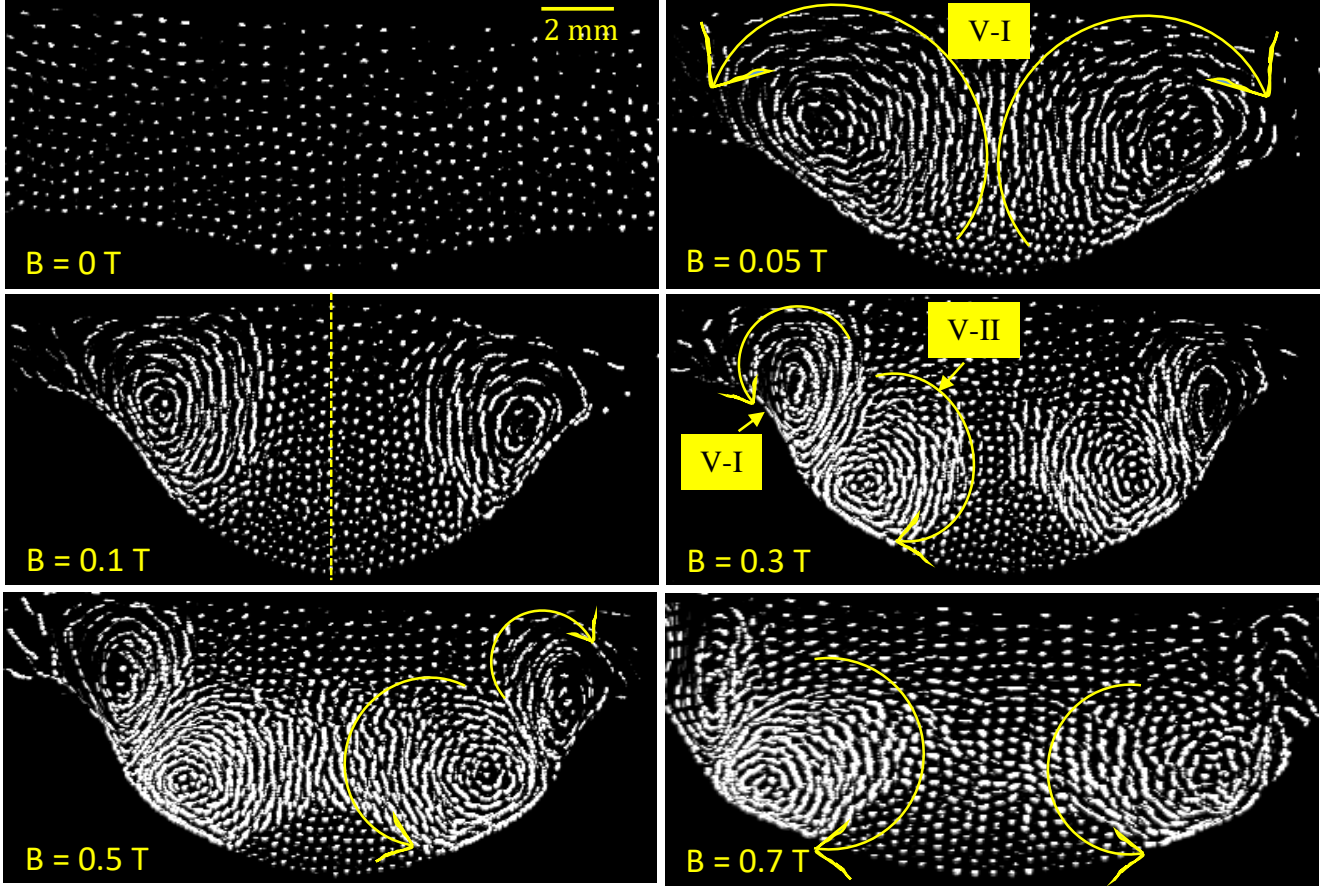 2 mm
B = 0 T
V-I
B = 0.05 T
B = 0.1 T
V-II
V-I
B = 0.3 T
B = 0.5 T
B = 0.7 T